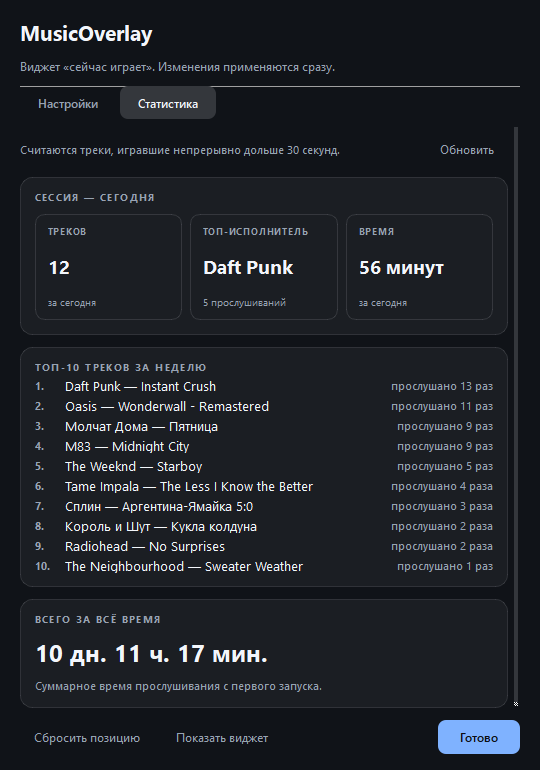 MusicOverlay
Виджет «сейчас играет». Изменения применяются сразу.
Настройки Статистика
Считаются треки, игравшие непрерывно дольше 30 секунд. Обновить
СЕССИЯ — СЕГОДНЯ
ТРЕКОВ ТОП-ИСПОЛНИТЕЛЬ ВРЕМЯ
12 Daft Punk 56 минут
за сегодня 5 прослушиваний за сегодня
ТОП-10 ТРЕКОВ ЗА НЕДЕЛЮ
1. Daft Punk — Instant Crush прослушано 13 раз
2. Oasis — Wonderwall - Remastered прослушано 11 раз
3. Молчат Дома — Пятница прослушано 9 раз
4. M83 — Midnight City прослушано 9 раз
5. The Weeknd — Starboy прослушано 5 раз
6. Tame Impala — The Less I Know the Better прослушано 4 раза
7. Сплин — Аргентина-Ямайка 5:0 прослушано 3 раза
8. Король и Шут — Кукла колдуна прослушано 2 раза
9. Radiohead — No Surprises прослушано 2 раза
10. The Neighbourhood — Sweater Weather прослушано 1 раз
ВСЕГО ЗА ВСЁ ВРЕМЯ
10 дн. 11 ч. 17 мин.
Суммарное время прослушивания с первого запуска.
Сбросить позицию Показать виджет Готово